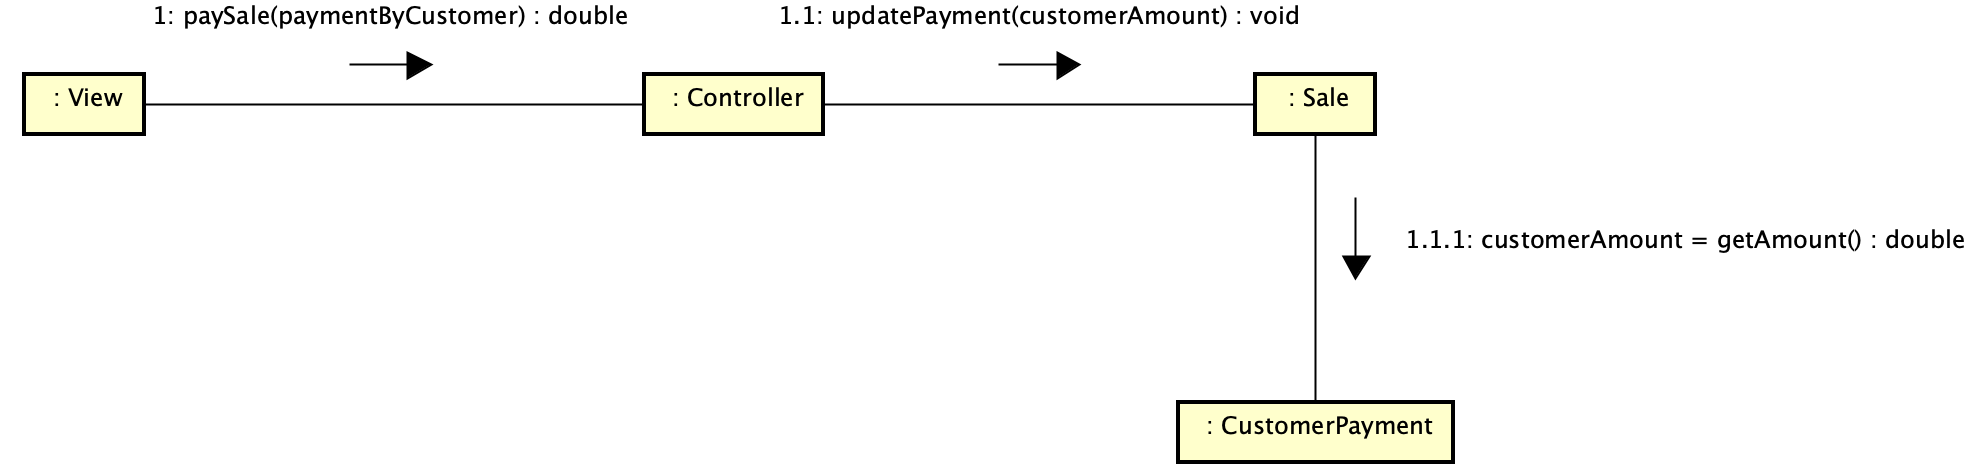 1: paySale(paymentByCustomer) : double
1.1: updatePayment(customerAmount) : void
: View
: Controller
: Sale
1.1.1: customerAmount = getAmount() : double
: CustomerPayment